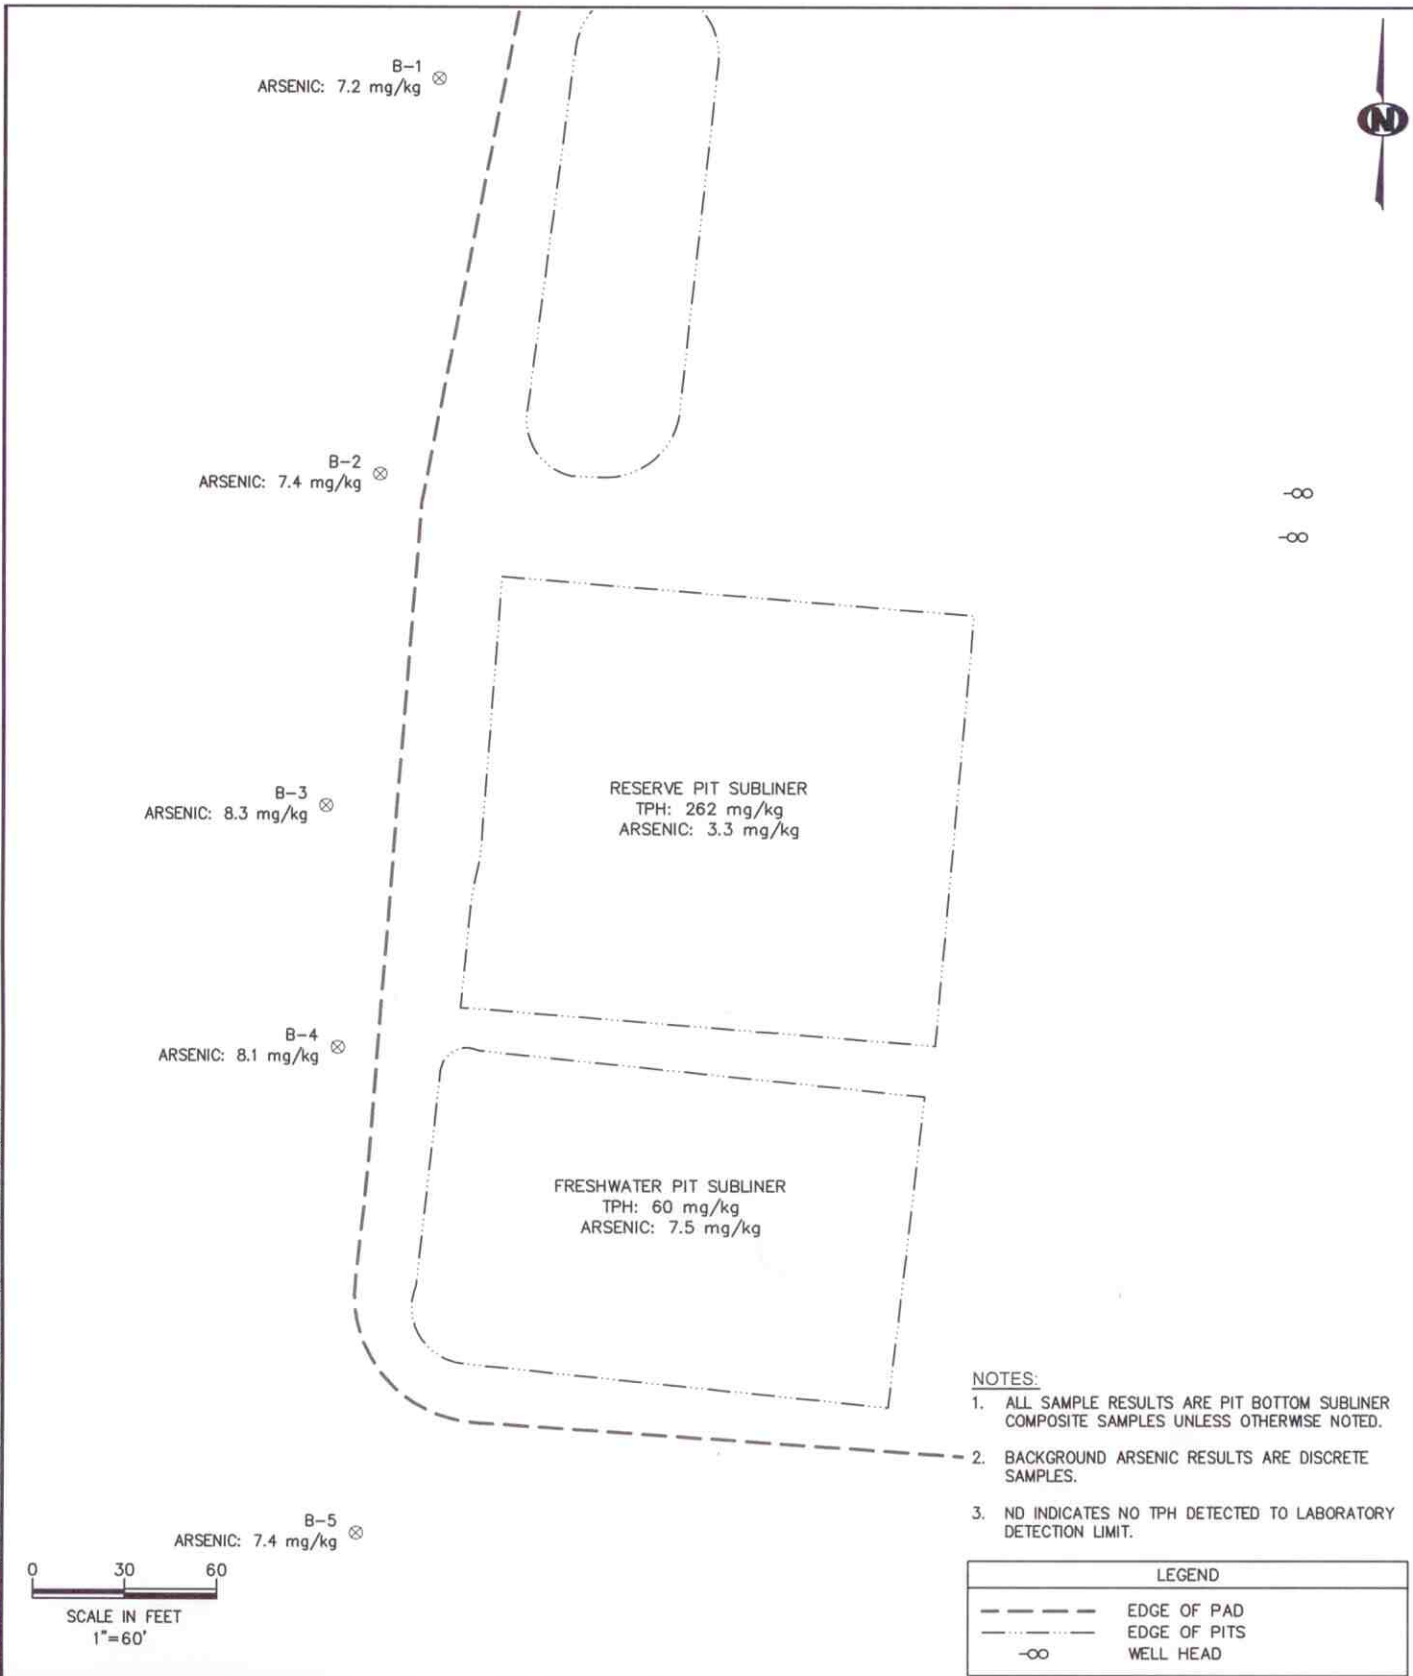 B-1
ARSENIC: 7.2 mg/kg
N
B-2
ARSENIC: 7.4 mg/kg
B-3
ARSENIC: 8.3 mg/kg
RESERVE PIT SUBLINER
TPH: 262 mg/kg
ARSENIC: 3.3 mg/kg
B-4
ARSENIC: 8.1 mg/kg
FRESHWATER PIT SUBLINER
TPH: 60 mg/kg
ARSENIC: 7.5 mg/kg
NOTES:
1. ALL SAMPLE RESULTS ARE PIT BOTTOM SUBLINER
COMPOSITE SAMPLES UNLESS OTHERWISE NOTED.
2. BACKGROUND ARSENIC RESULTS ARE DISCRETE
SAMPLES.
3. ND INDICATES NO TPH DETECTED TO LABORATORY
DETECTION LIMIT.
B-5
ARSENIC: 7.4 mg/kg
0 30 60
SCALE IN FEET
1"=60'
LEGEND
EDGE OF PAD
EDGE OF PITS
WELL HEAD